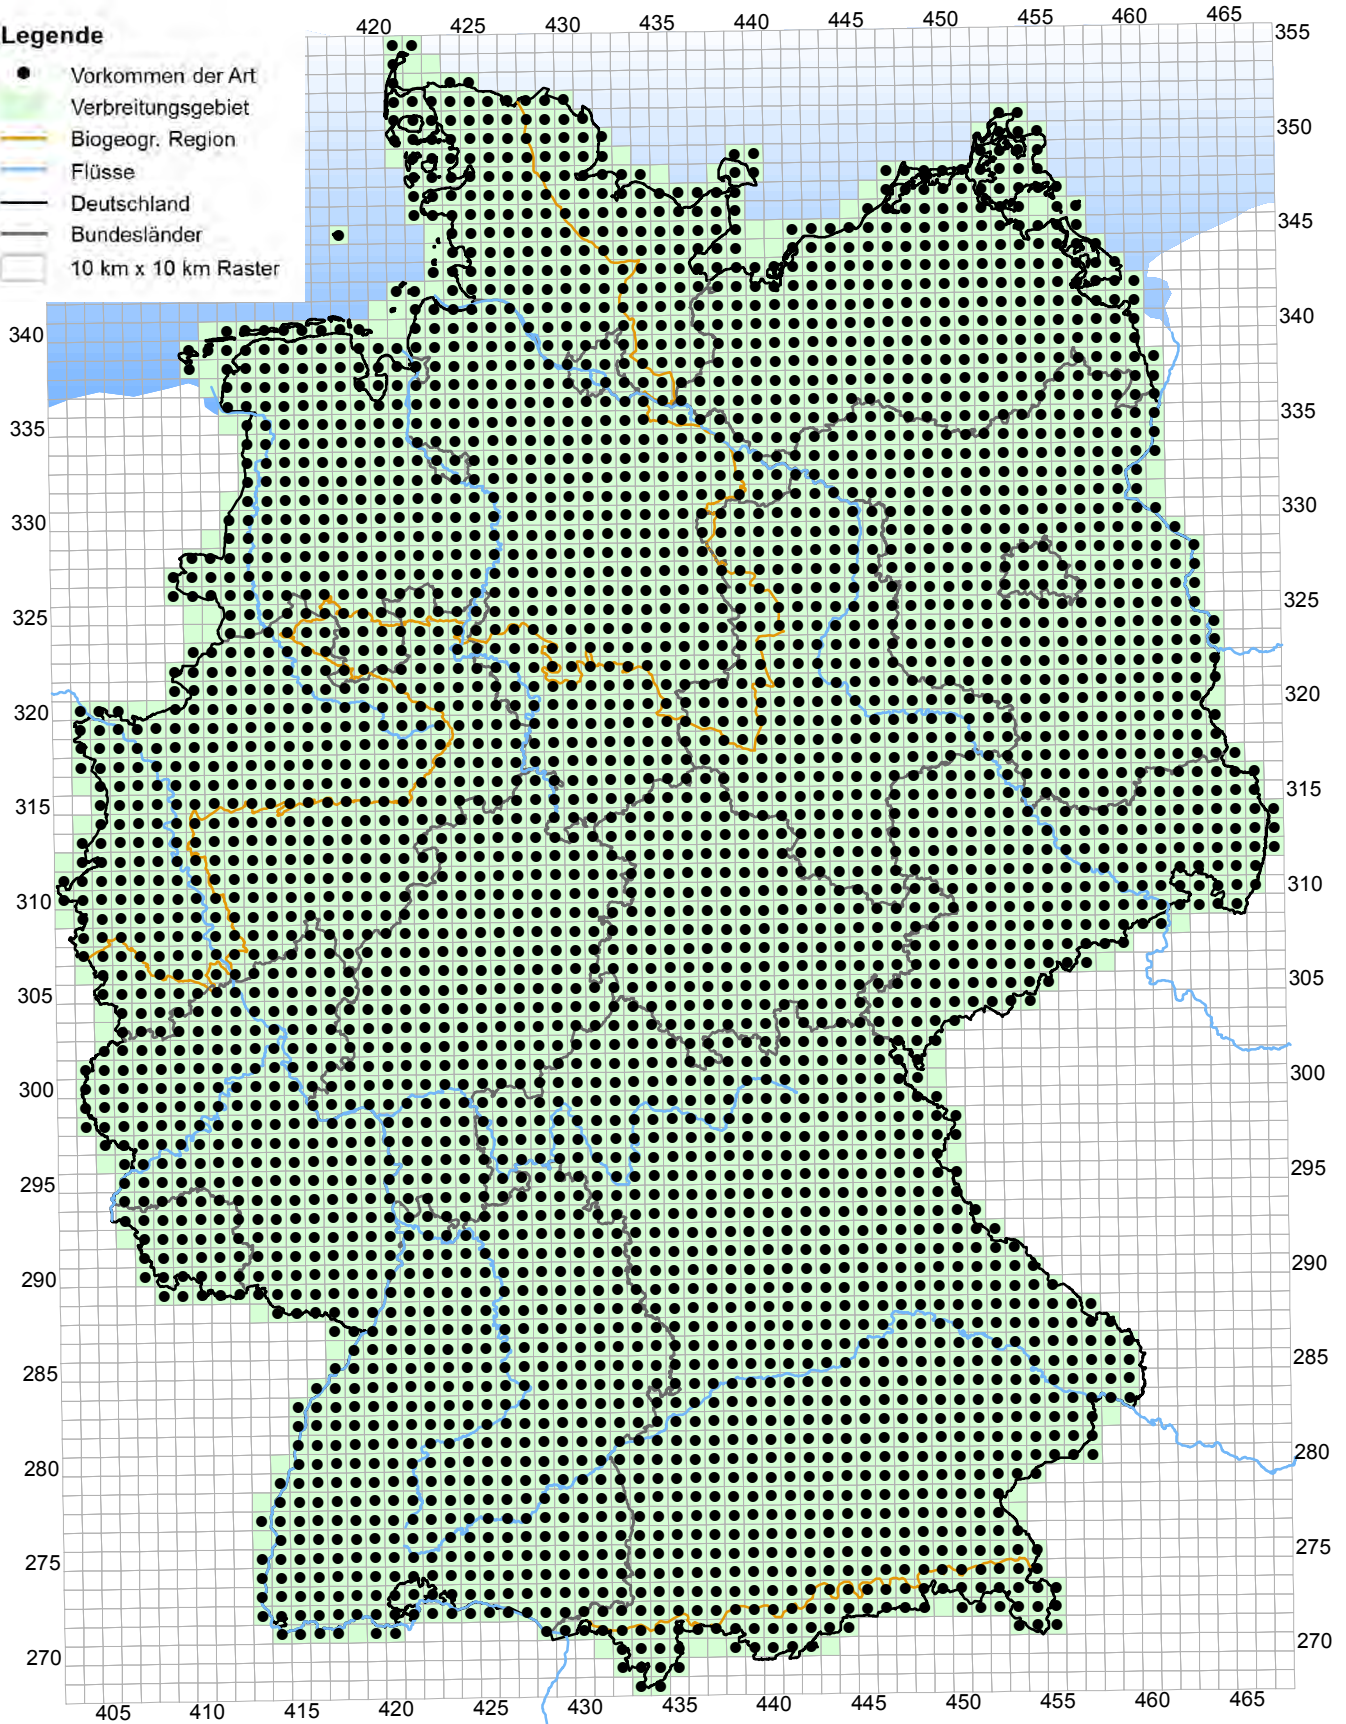 420 425 430 435 440 445 450 455 460 465
Legende
Vorkommen der Art
Verbreitungsgebiet
Biogeogr. Region
Flüsse
Deutschland
Bundesländer
10 km x 10 km Raster
355
350
345
340 340
335 335
330 330
325 325
320 320
315 315
310 310
305 305
300 300
295 295
290 290
285 285
280 280
275 275
270 270
405 410 415 420 425 430 435 440 445 450 455 460 465